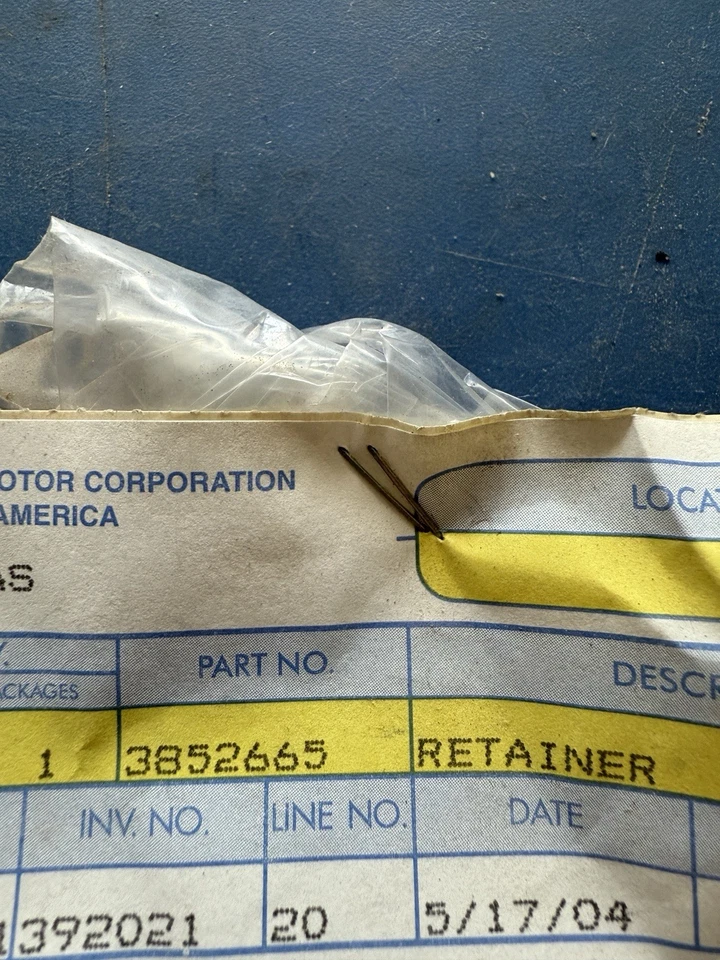 OTOR CORPORATION
AMERICA
LOCA
AS
Y.
PART NO.
DESCR
ACKAGES
1 3852665 RETAINER
INV. NO. LINE NO. DATE
1392021 20 5/17/04